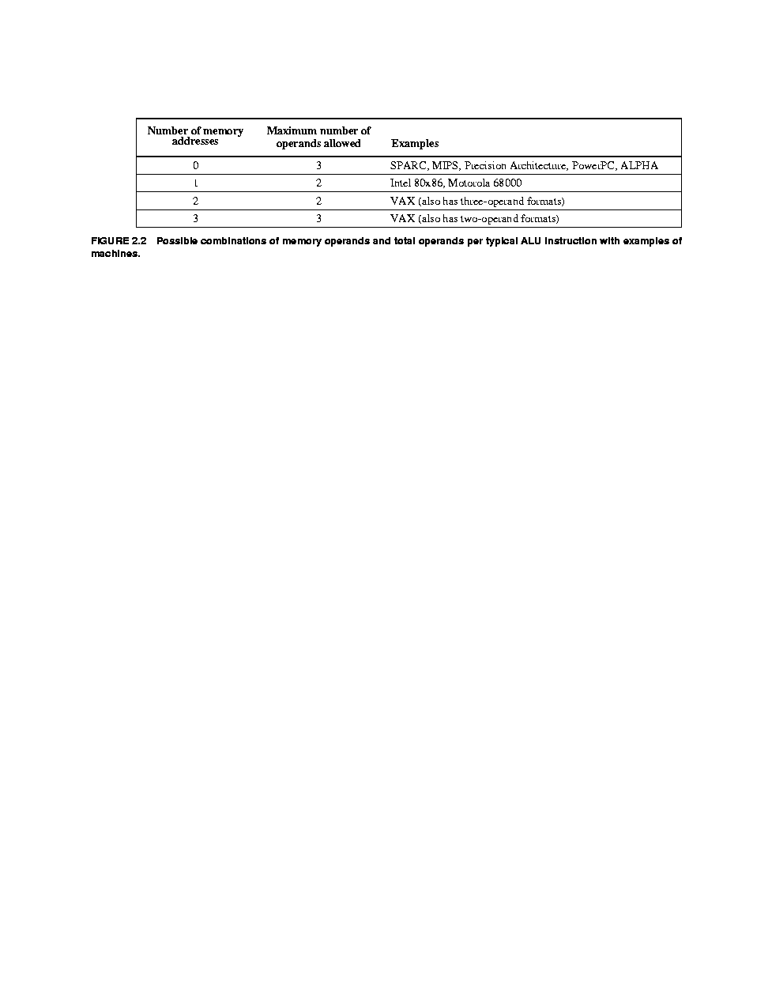 Number of memory addresses Maximum number of operands allowed Examples
0 3 SPARC, MIPS, Precision Architecture, PowerPC, ALPHA
1 2 Intel 80x86, Motorola 68000
2 2 VAX (also has three-operand formats)
3 3 VAX (also has two-operand formats)
FIGURE 2.2 Possible combinations of memory operands and total operands per typical ALU instruction with examples of
machines.